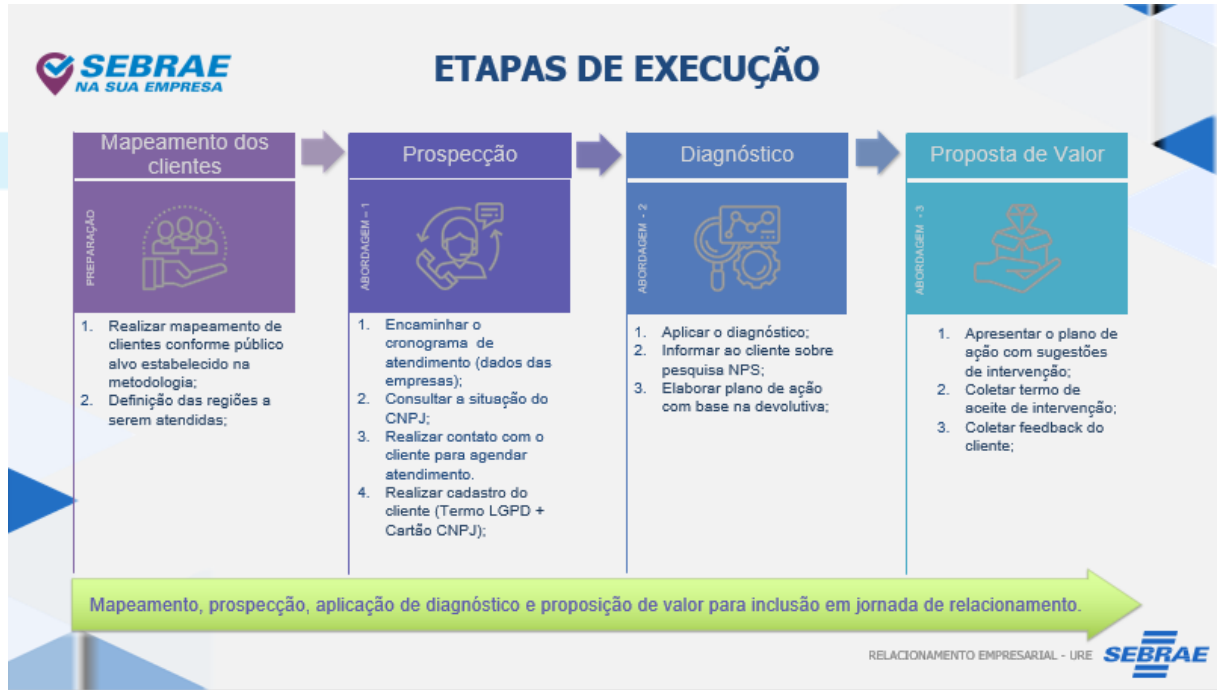 SEBRAE
NA SUA EMPRESA
ETAPAS DE EXECUÇÃO
Mapeamento dos
clientes
PREPARAÇÃO
1. Realizar mapeamento de
clientes conforme público
alvo estabelecido na
metodologia;
2. Definição das regiões a
serem atendidas;
Prospecção
ABORDAGEM – 1
1. Encaminhar o
cronograma de
atendimento (dados das
empresas);
2. Consultar a situação do
CNPJ;
3. Realizar contato com o
cliente para agendar
atendimento.
4. Realizar cadastro do
cliente (Termo LGPD +
Cartão CNPJ);
Diagnóstico
ABORDAGEM - 2
1. Aplicar o diagnóstico;
2. Informar ao cliente sobre
pesquisa NPS;
3. Elaborar plano de ação
com base na devolutiva;
Proposta de Valor
ABORDAGEM - 3
1. Apresentar o plano de
ação com sugestões
de intervenção;
2. Coletar termo de
aceite de intervenção;
3. Coletar feedback do
cliente;
Mapeamento, prospecção, aplicação de diagnóstico e proposição de valor para inclusão em jornada de relacionamento.
RELACIONAMENTO EMPRESARIAL - URE
SEBRAE